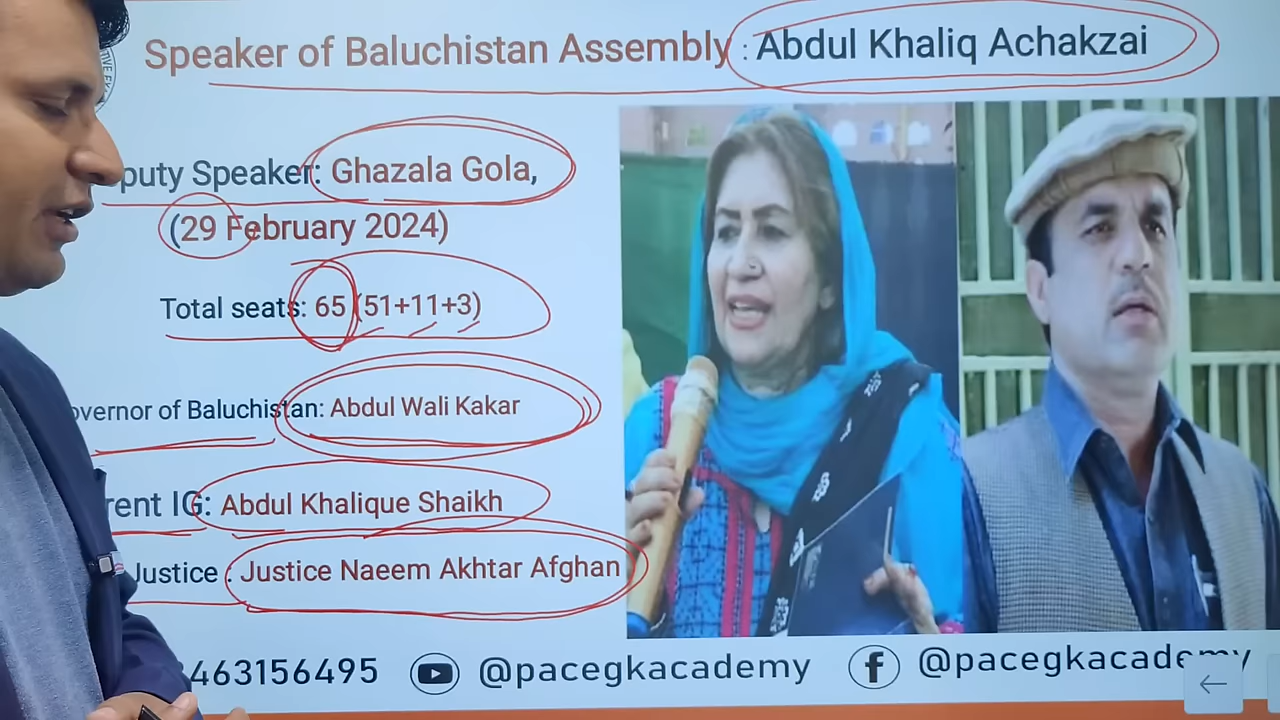 Speaker of Baluchistan Assembly : Abdul Khaliq Achakzai
puty Speaker: Ghazala Gola,
(29 February 2024)
Total seats: 65 (51+11+3)
overnor of Baluchistan: Abdul Wali Kakar
rent IG: Abdul Khalique Shaikh
Justice : Justice Naeem Akhtar Afghan
463156495 @pacegkacademy @pacegkacademy